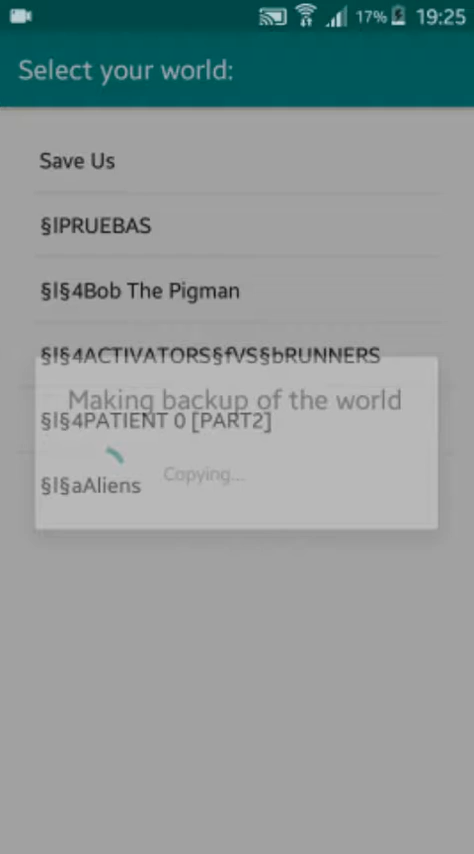 17% 19:25
Select your world:
Save Us
§lPRUEBAS
§l§4Bob The Pigman
§l§4ACTIVATORS§fVS§bRUNNERS
Making backup of the world
§l§4PATIENT 0 [PART2]
Copying...
§l§aAliens